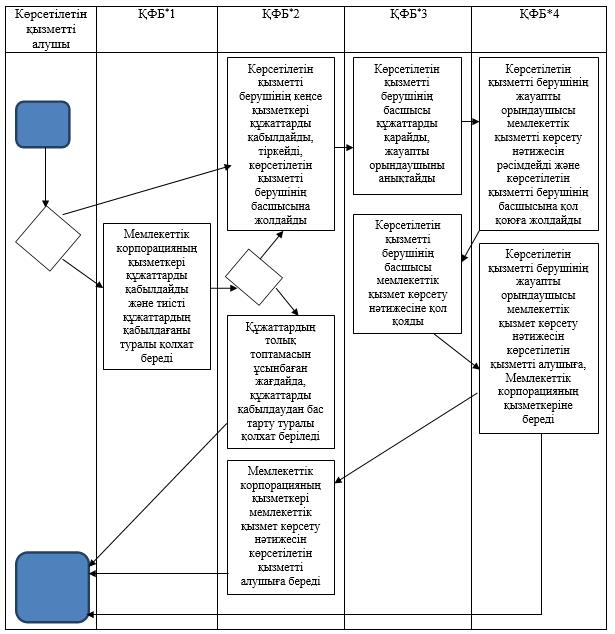 Көрсетілетін
қызметті
алушы
ҚФБ*1
ҚФБ*2
ҚФБ*3
ҚФБ*4
Көрсетілетін
қызметті
берушінің кеңсе
қызметкері
құжаттарды
қабылдайды,
тіркейді,
көрсетілетін
қызметті
берушінің
басшысына
жолдайды
Көрсетілетін
қызметті
берушінің
басшысы
құжаттарды
қарайды,
жауапты
орындаушыны
анықтайды
Көрсетілетін
қызметті берушінің
жауапты
орындаушысы
мемлекеттік
қызметті көрсету
нәтижесін
рәсімдейді және
көрсетілетін
қызметті берушінің
басшысына қол
қоюға жолдайды
Мемлекеттік
корпорацияның
қызметкері
құжаттарды
қабылдайды
және тиісті
құжаттардың
қабылдағаны
туралы қолхат
береді
Көрсетілетін
қызметті
берушінің
басшысы
мемлекеттік
қызмет көрсету
нәтижесіне қол
қояды
Көрсетілетін
қызметті берушінің
жауапты
орындаушысы
мемлекеттік
қызмет көрсету
нәтижесін
көрсетілетін
қызметті алушыға,
Мемлекеттік
корпорацияның
қызметкеріне
береді
Құжаттардың
толық
топтамасын
ұсынбаған
жағдайда,
құжаттарды
қабылдаудан бас
тарту туралы
қолхат беріледі
Мемлекеттік
корпорацияның
қызметкері
мемлекеттік
қызмет көрсету
нәтижесін
көрсетілетін
қызметті
алушыға береді